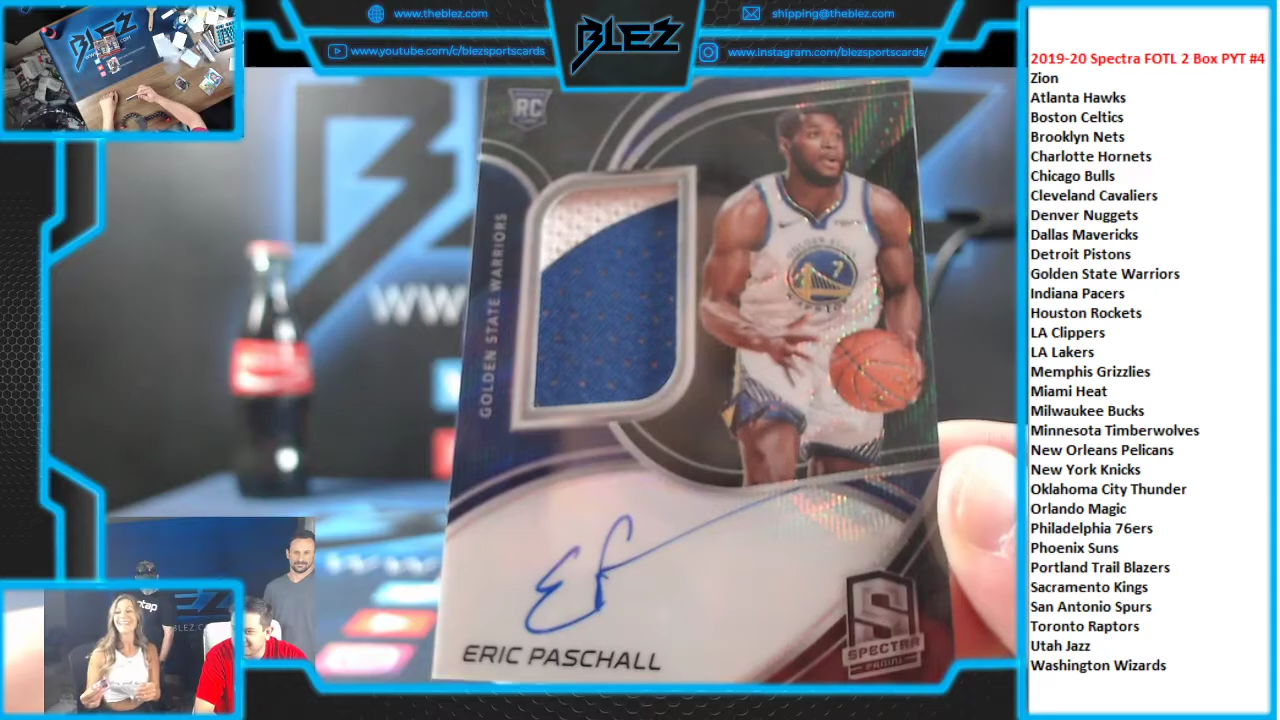 www.theblez.com
www.youtube.com/c/blezsportscards
BLEZ
shipping@theblez.com
www.instagram.com/blezsportscards/
RC
GOLDEN STATE WARRIORS
7
ERIC PASCHALL
SPECTRA
PANINI
2019-20 Spectra FOTL 2 Box PYT #4
Zion
Atlanta Hawks
Boston Celtics
Brooklyn Nets
Charlotte Hornets
Chicago Bulls
Cleveland Cavaliers
Denver Nuggets
Dallas Mavericks
Detroit Pistons
Golden State Warriors
Indiana Pacers
Houston Rockets
LA Clippers
LA Lakers
Memphis Grizzlies
Miami Heat
Milwaukee Bucks
Minnesota Timberwolves
New Orleans Pelicans
New York Knicks
Oklahoma City Thunder
Orlando Magic
Philadelphia 76ers
Phoenix Suns
Portland Trail Blazers
Sacramento Kings
San Antonio Spurs
Toronto Raptors
Utah Jazz
Washington Wizards